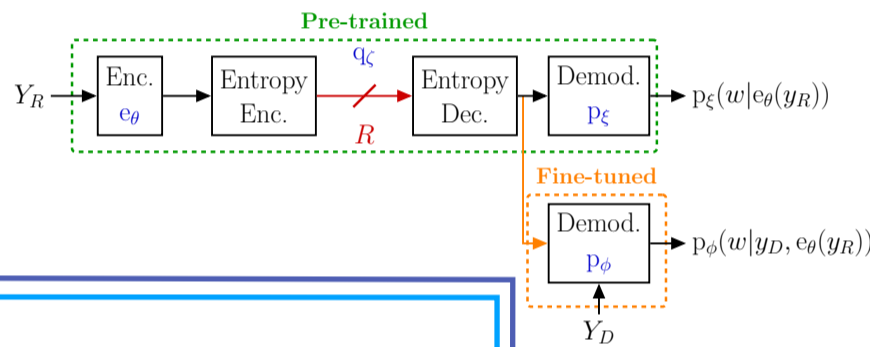 Pre-trained
Y_R
Enc.
e_θ
Entropy
Enc.
q_ζ
R
Entropy
Dec.
Demod.
p_ξ
p_ξ(w|e_θ(y_R))
Fine-tuned
Demod.
p_ϕ
p_ϕ(w|y_D, e_θ(y_R))
Y_D